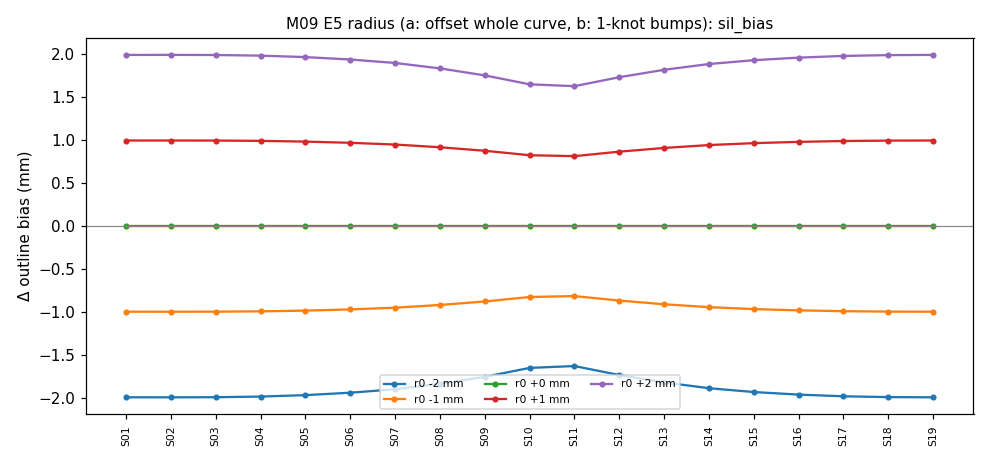 M09 E5 radius (a: offset whole curve, b: 1-knot bumps): sil_bias
Δ outline bias (mm)
2.0
1.5
1.0
0.5
0.0
−0.5
−1.0
−1.5
−2.0
r0 -2 mm
r0 -1 mm
r0 +0 mm
r0 +1 mm
r0 +2 mm
S01
S02
S03
S04
S05
S06
S07
S08
S09
S10
S11
S12
S13
S14
S15
S16
S17
S18
S19